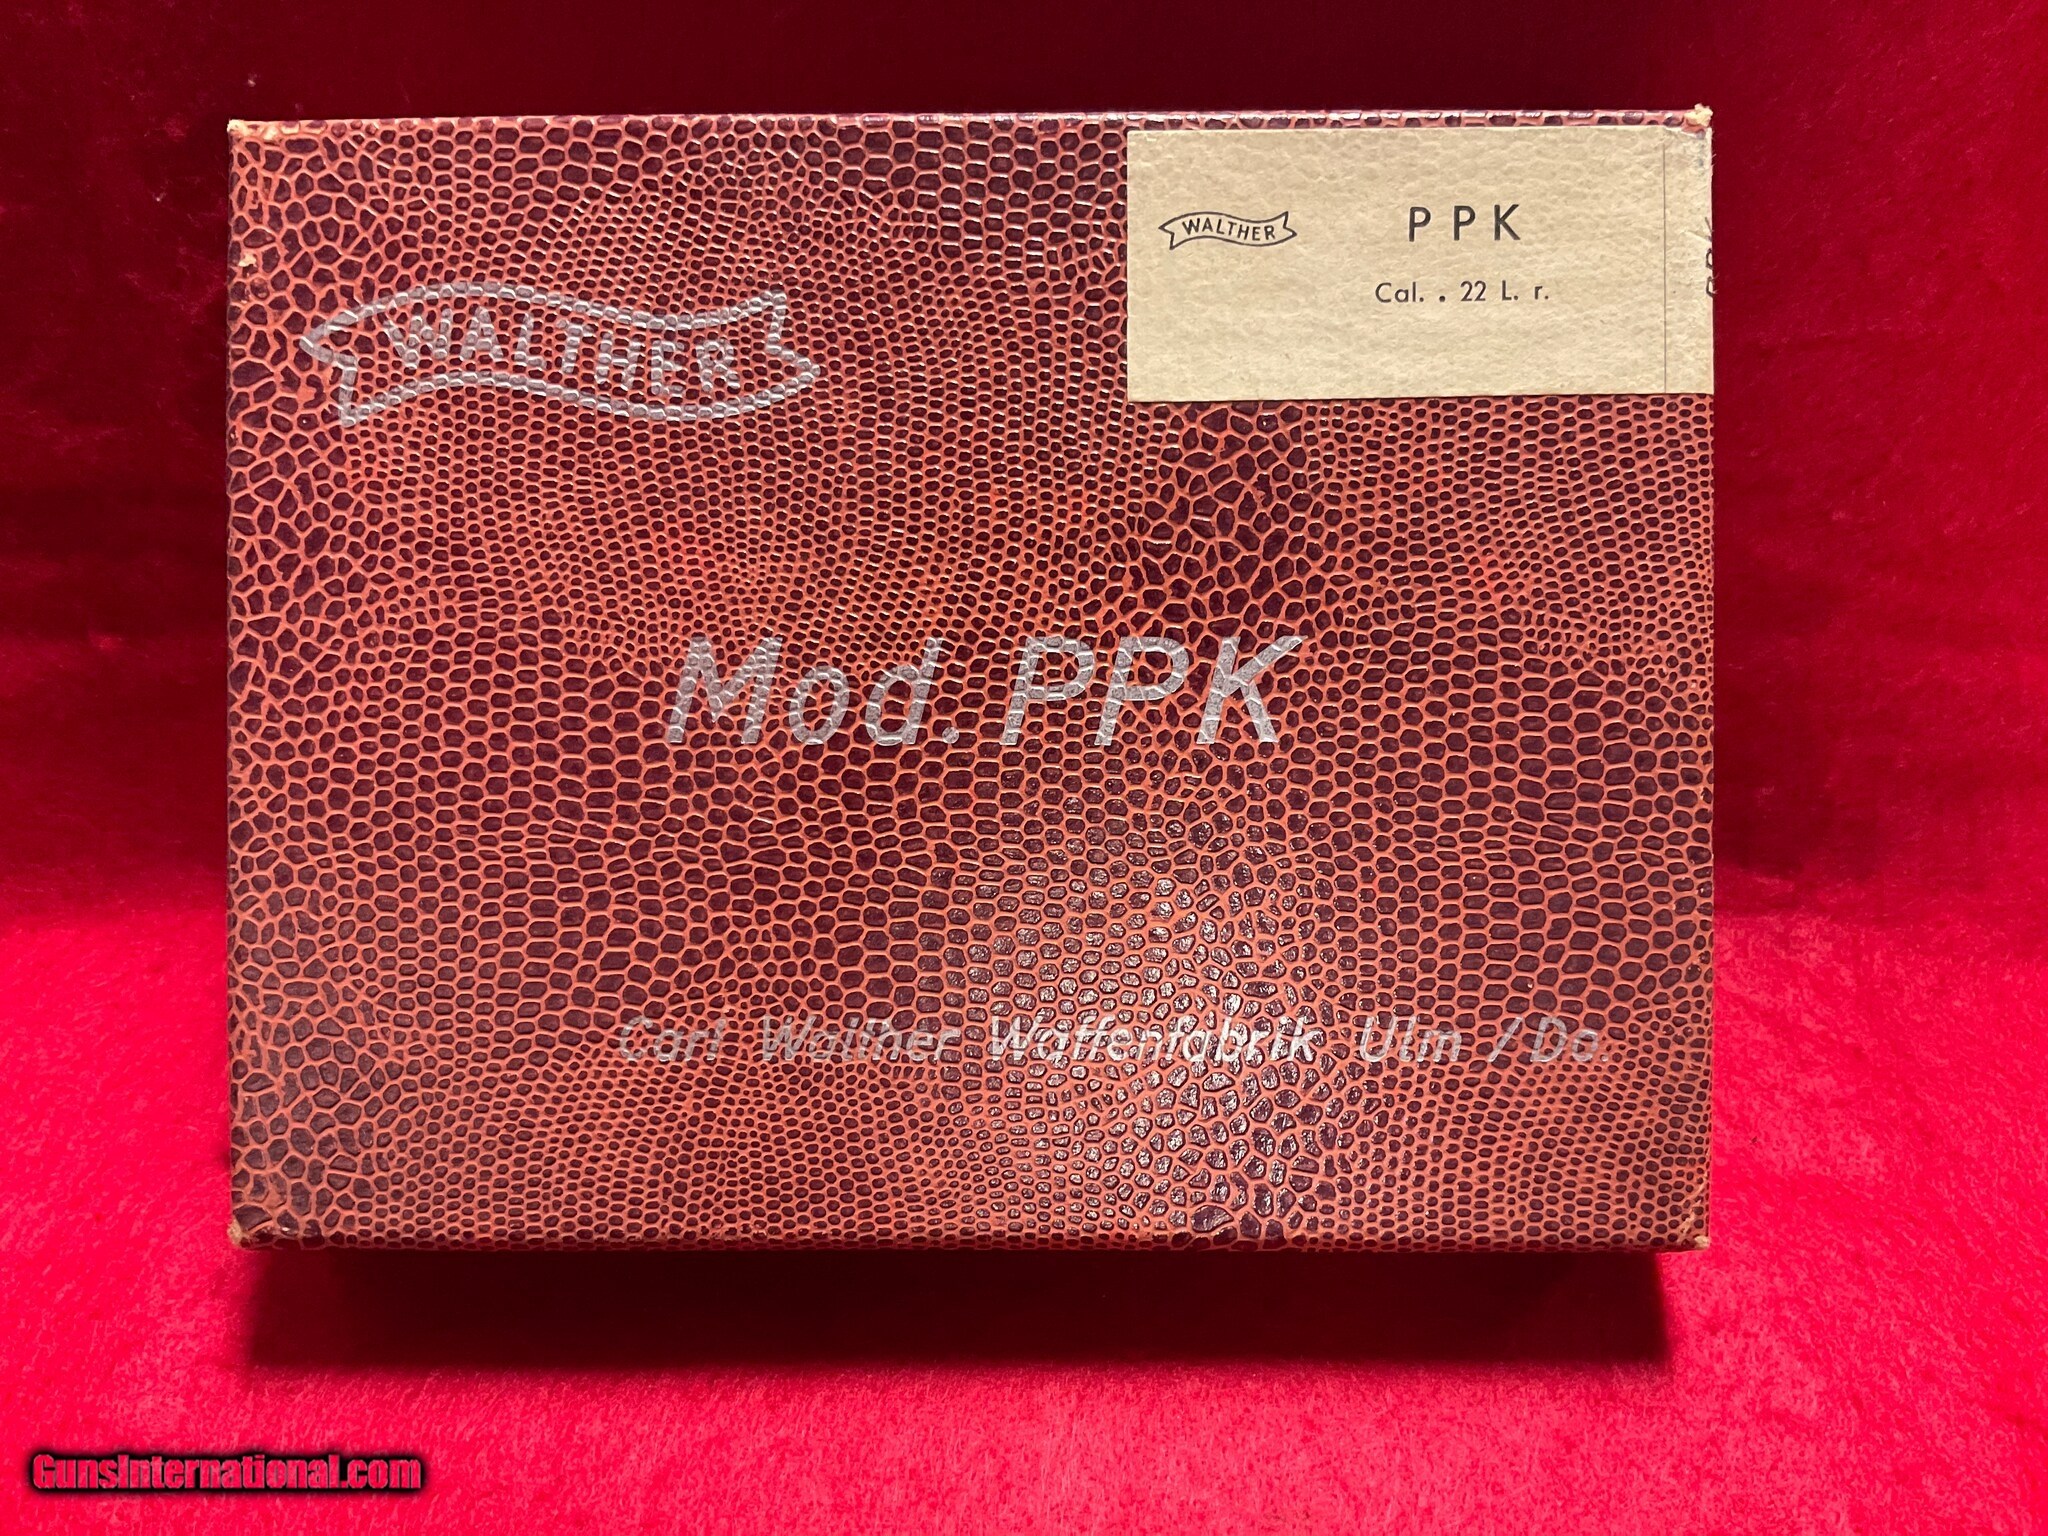 WALTHER
PPK
Cal. . 22 L. r.
WALTHER
Mod. PPK
Carl Walther Waffenfabrik Ulm / Do.
GunsInternational.com